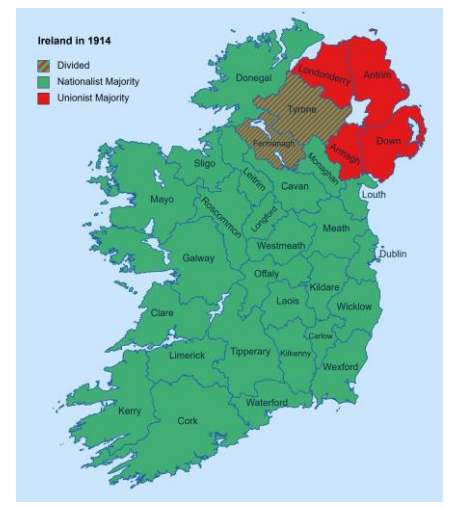 Ireland in 1914
Divided
Nationalist Majority
Unionist Majority
Donegal
Londonderry
Antrim
Tyrone
Fermanagh
Armagh
Down
Monaghan
Sligo
Leitrim
Cavan
Louth
Mayo
Roscommon
Longford
Meath
Westmeath
Dublin
Galway
Offaly
Kildare
Laois
Wicklow
Clare
Carlow
Limerick
Tipperary
Kilkenny
Wexford
Waterford
Kerry
Cork